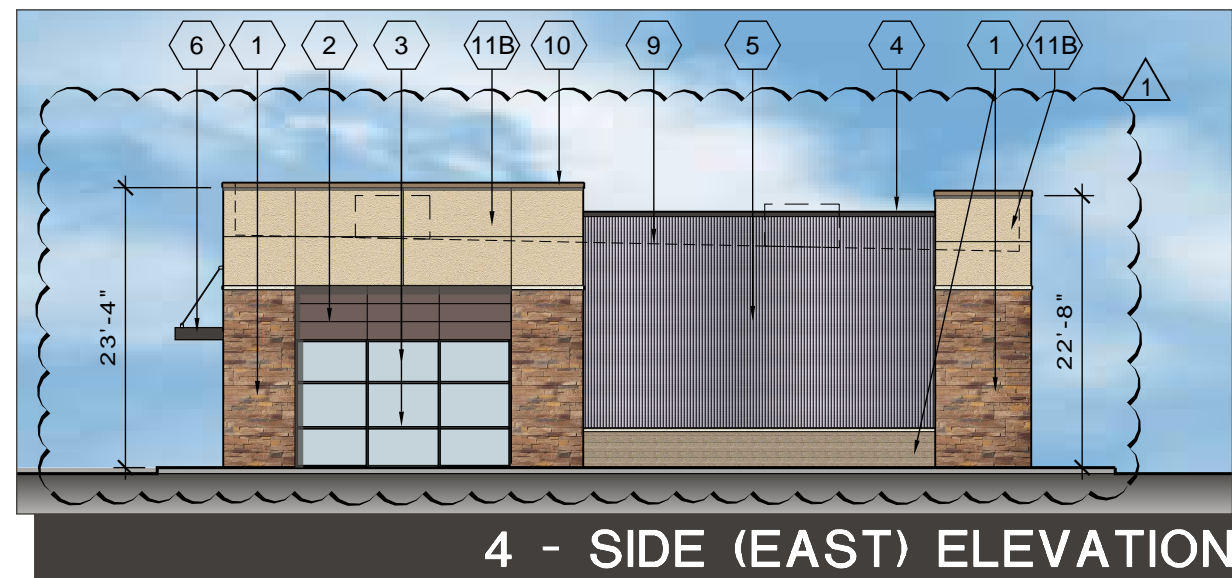 6 1 2 3 11B 10 9 5 4 1 11B
1
23'-4"
22'-8"
4 - SIDE (EAST) ELEVATION